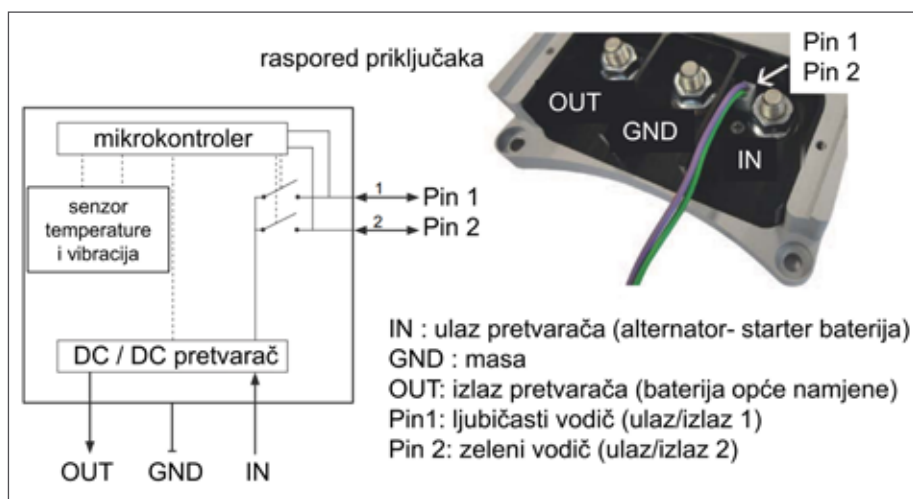 raspored priključaka
Pin 1
Pin 2
OUT
GND
IN
mikrokontroler
senzor
temperature
i vibracija
1
Pin 1
2
Pin 2
DC / DC pretvarač
OUT
GND
IN
IN : ulaz pretvarača (alternator- starter baterija)
GND : masa
OUT: izlaz pretvarača (baterija opće namjene)
Pin1: ljubičasti vodič (ulaz/izlaz 1)
Pin 2: zeleni vodič (ulaz/izlaz 2)